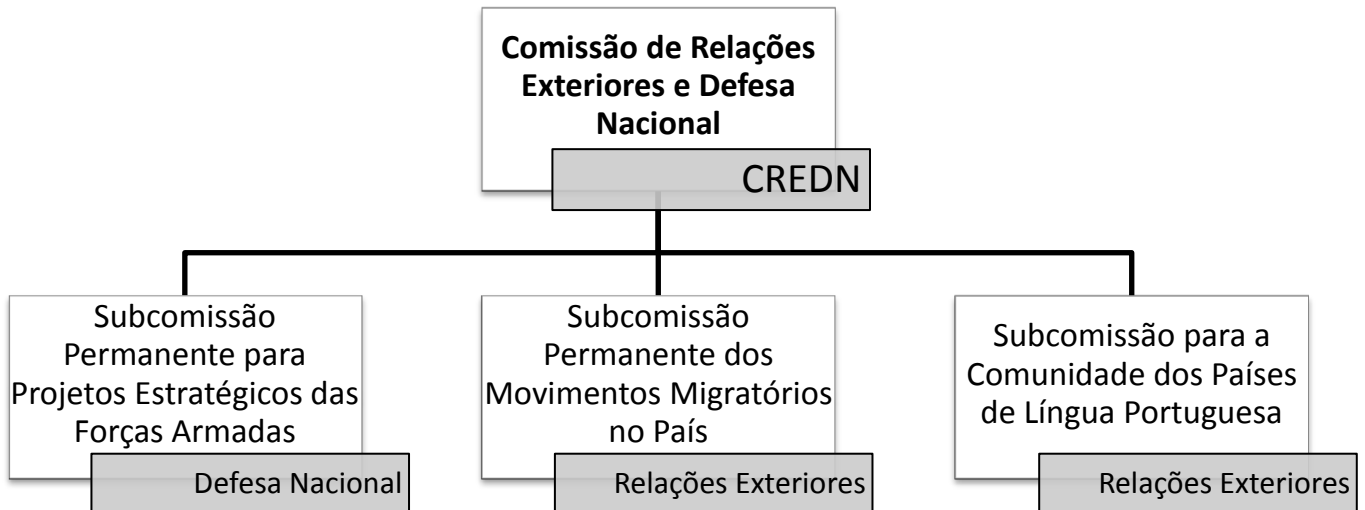 Comissão de Relações
Exteriores e Defesa
Nacional
CREDN
Subcomissão
Permanente para
Projetos Estratégicos das
Forças Armadas
Defesa Nacional
Subcomissão
Permanente dos
Movimentos Migratórios
no País
Relações Exteriores
Subcomissão para a
Comunidade dos Países
de Língua Portuguesa
Relações Exteriores